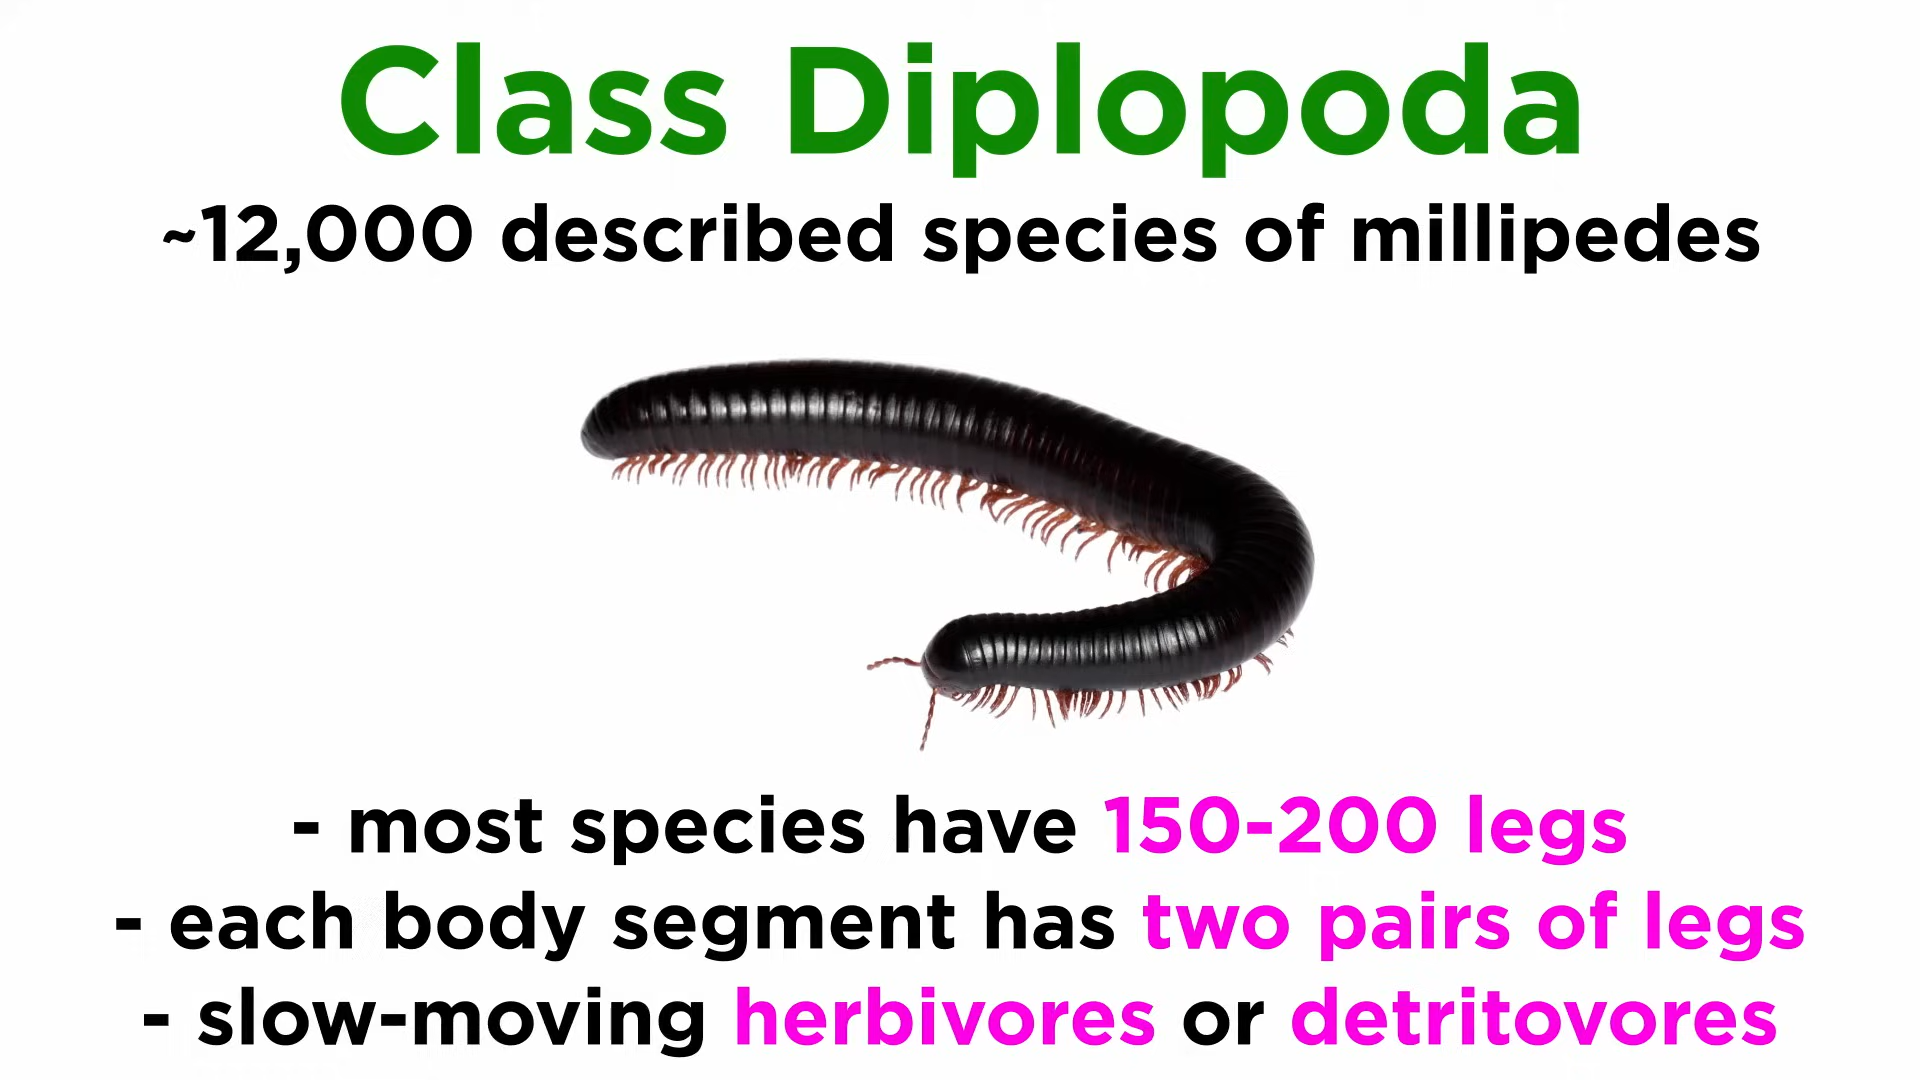 Class Diplopoda
~12,000 described species of millipedes
- most species have 150-200 legs
- each body segment has two pairs of legs
- slow-moving herbivores or detritovores